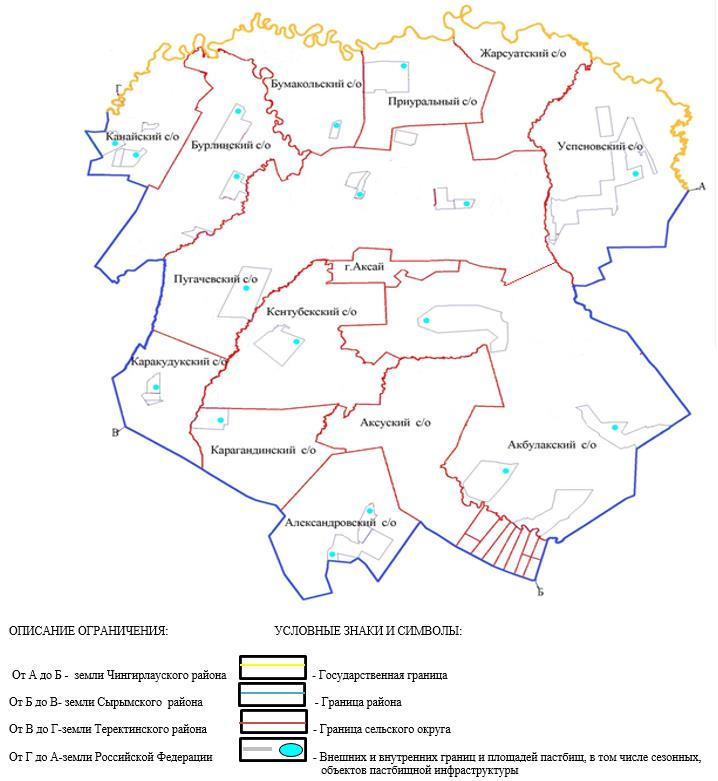 Жарсуатский с/о
Бумакольский с/о
Г
Приуральный с/о
Канайский с/о
Бурлинский с/о
Успеновский с/о
А
г.Аксай
Пугачевский с/о
Кентубекский с/о
Каракудукский с/о
Аксуский с/о
В
Карагандинский с/о
Акбулакский с/о
Александровский с/о
Б
ОПИСАНИЕ ОГРАНИЧЕНИЯ:
УСЛОВНЫЕ ЗНАКИ И СИМВОЛЫ:
От А до Б - земли Чингирлауского района
- Государственная граница
От Б до В- земли Сырымского района
- Граница района
От В до Г-земли Теректинского района
- Граница сельского округа
От Г до А-земли Российской Федерации
- Внешних и внутренних границ и площадей пастбищ, в том числе сезонных,
объектов пастбищной инфраструктуры